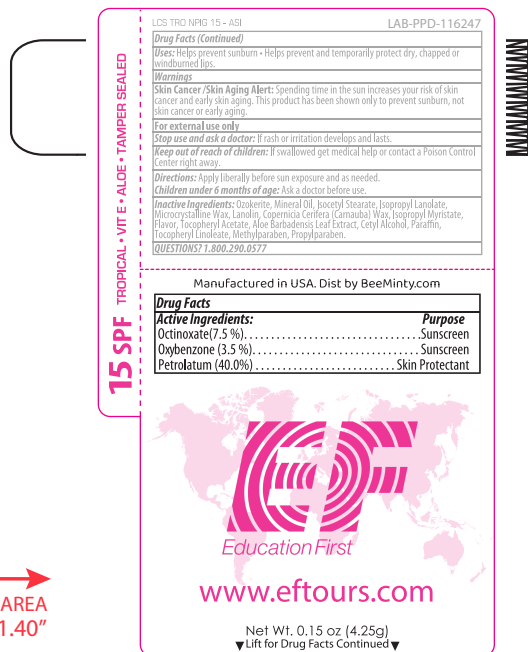 LCS TRO NPIG 15 - ASI
LAB-PPD-116247
Drug Facts (Continued)
Uses: Helps prevent sunburn • Helps prevent and temporarily protect dry, chapped or
windburned lips.
Warnings
Skin Cancer /Skin Aging Alert: Spending time in the sun increases your risk of skin
cancer and early skin aging. This product has been shown only to prevent sunburn, not
skin cancer or early aging.
For external use only
Stop use and ask a doctor: If rash or irritation develops and lasts.
Keep out of reach of children: If swallowed get medical help or contact a Poison Control
Center right away.
Directions: Apply liberally before sun exposure and as needed.
Children under 6 months of age: Ask a doctor before use.
Inactive Ingredients: Ozokerite, Mineral Oil, Isocetyl Stearate, Isopropyl Lanolate,
Microcrystalline Wax, Lanolin, Copernicia Cerifera (Carnauba) Wax, Isopropyl Myristate,
Flavor, Tocopheryl Acetate, Aloe Barbadensis Leaf Extract, Cetyl Alcohol, Paraffin,
Tocopheryl Linoleate, Methylparaben, Propylparaben.
QUESTIONS? 1.800.290.0577
15 SPF TROPICAL • VIT E • ALOE • TAMPER SEALED
Manufactured in USA. Dist by BeeMinty.com
Drug Facts
Active Ingredients: Purpose
Octinoxate(7.5 %)................................Sunscreen
Oxybenzone (3.5 %)..............................Sunscreen
Petrolatum (40.0%) .......................... Skin Protectant
EF
Education First
www.eftours.com
Net Wt. 0.15 oz (4.25g)
▼Lift for Drug Facts Continued▼
AREA
1.40”